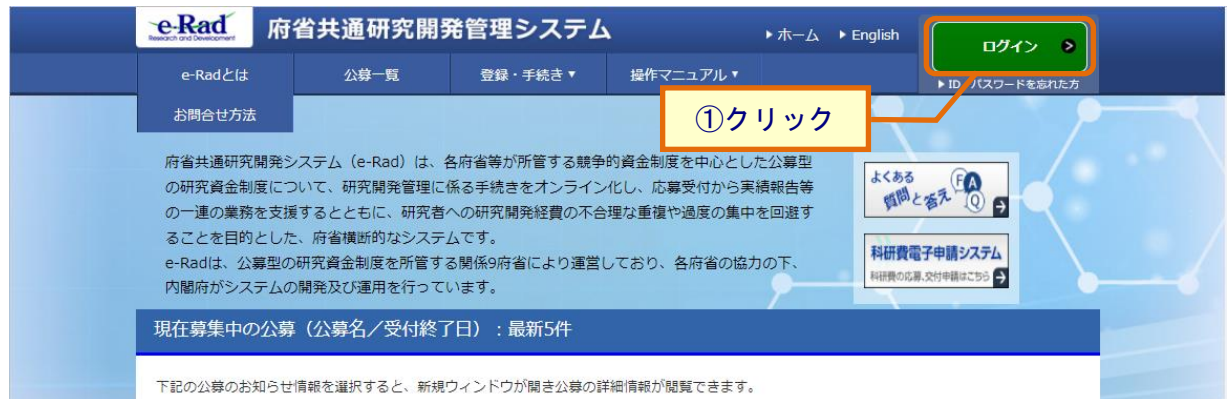 e-Rad
Research and Development
府省共通研究開発管理システム
ホーム
English
ログイン
ID・パスワードを忘れた方
e-Radとは
公募一覧
登録・手続き▼
操作マニュアル▼
お問合せ方法
①クリック
府省共通研究開発システム（e-Rad）は、各府省等が所管する競争的資金制度を中心とした公募型
の研究資金制度について、研究開発管理に係る手続きをオンライン化し、応募受付から実績報告等
の一連の業務を支援するとともに、研究者への研究開発経費の不合理な重複や過度の集中を回避す
ることを目的とした、府省横断的なシステムです。
e-Radは、公募型の研究資金制度を所管する関係9府省により運営しており、各府省の協力の下、
内閣府がシステムの開発及び運用を行っています。
よくある
質問と答え
FAQ
科研費電子申請システム
科研費の応募、交付申請はこちら
現在募集中の公募（公募名／受付終了日）：最新5件
下記の公募のお知らせ情報を選択すると、新規ウィンドウが開き公募の詳細情報が閲覧できます。